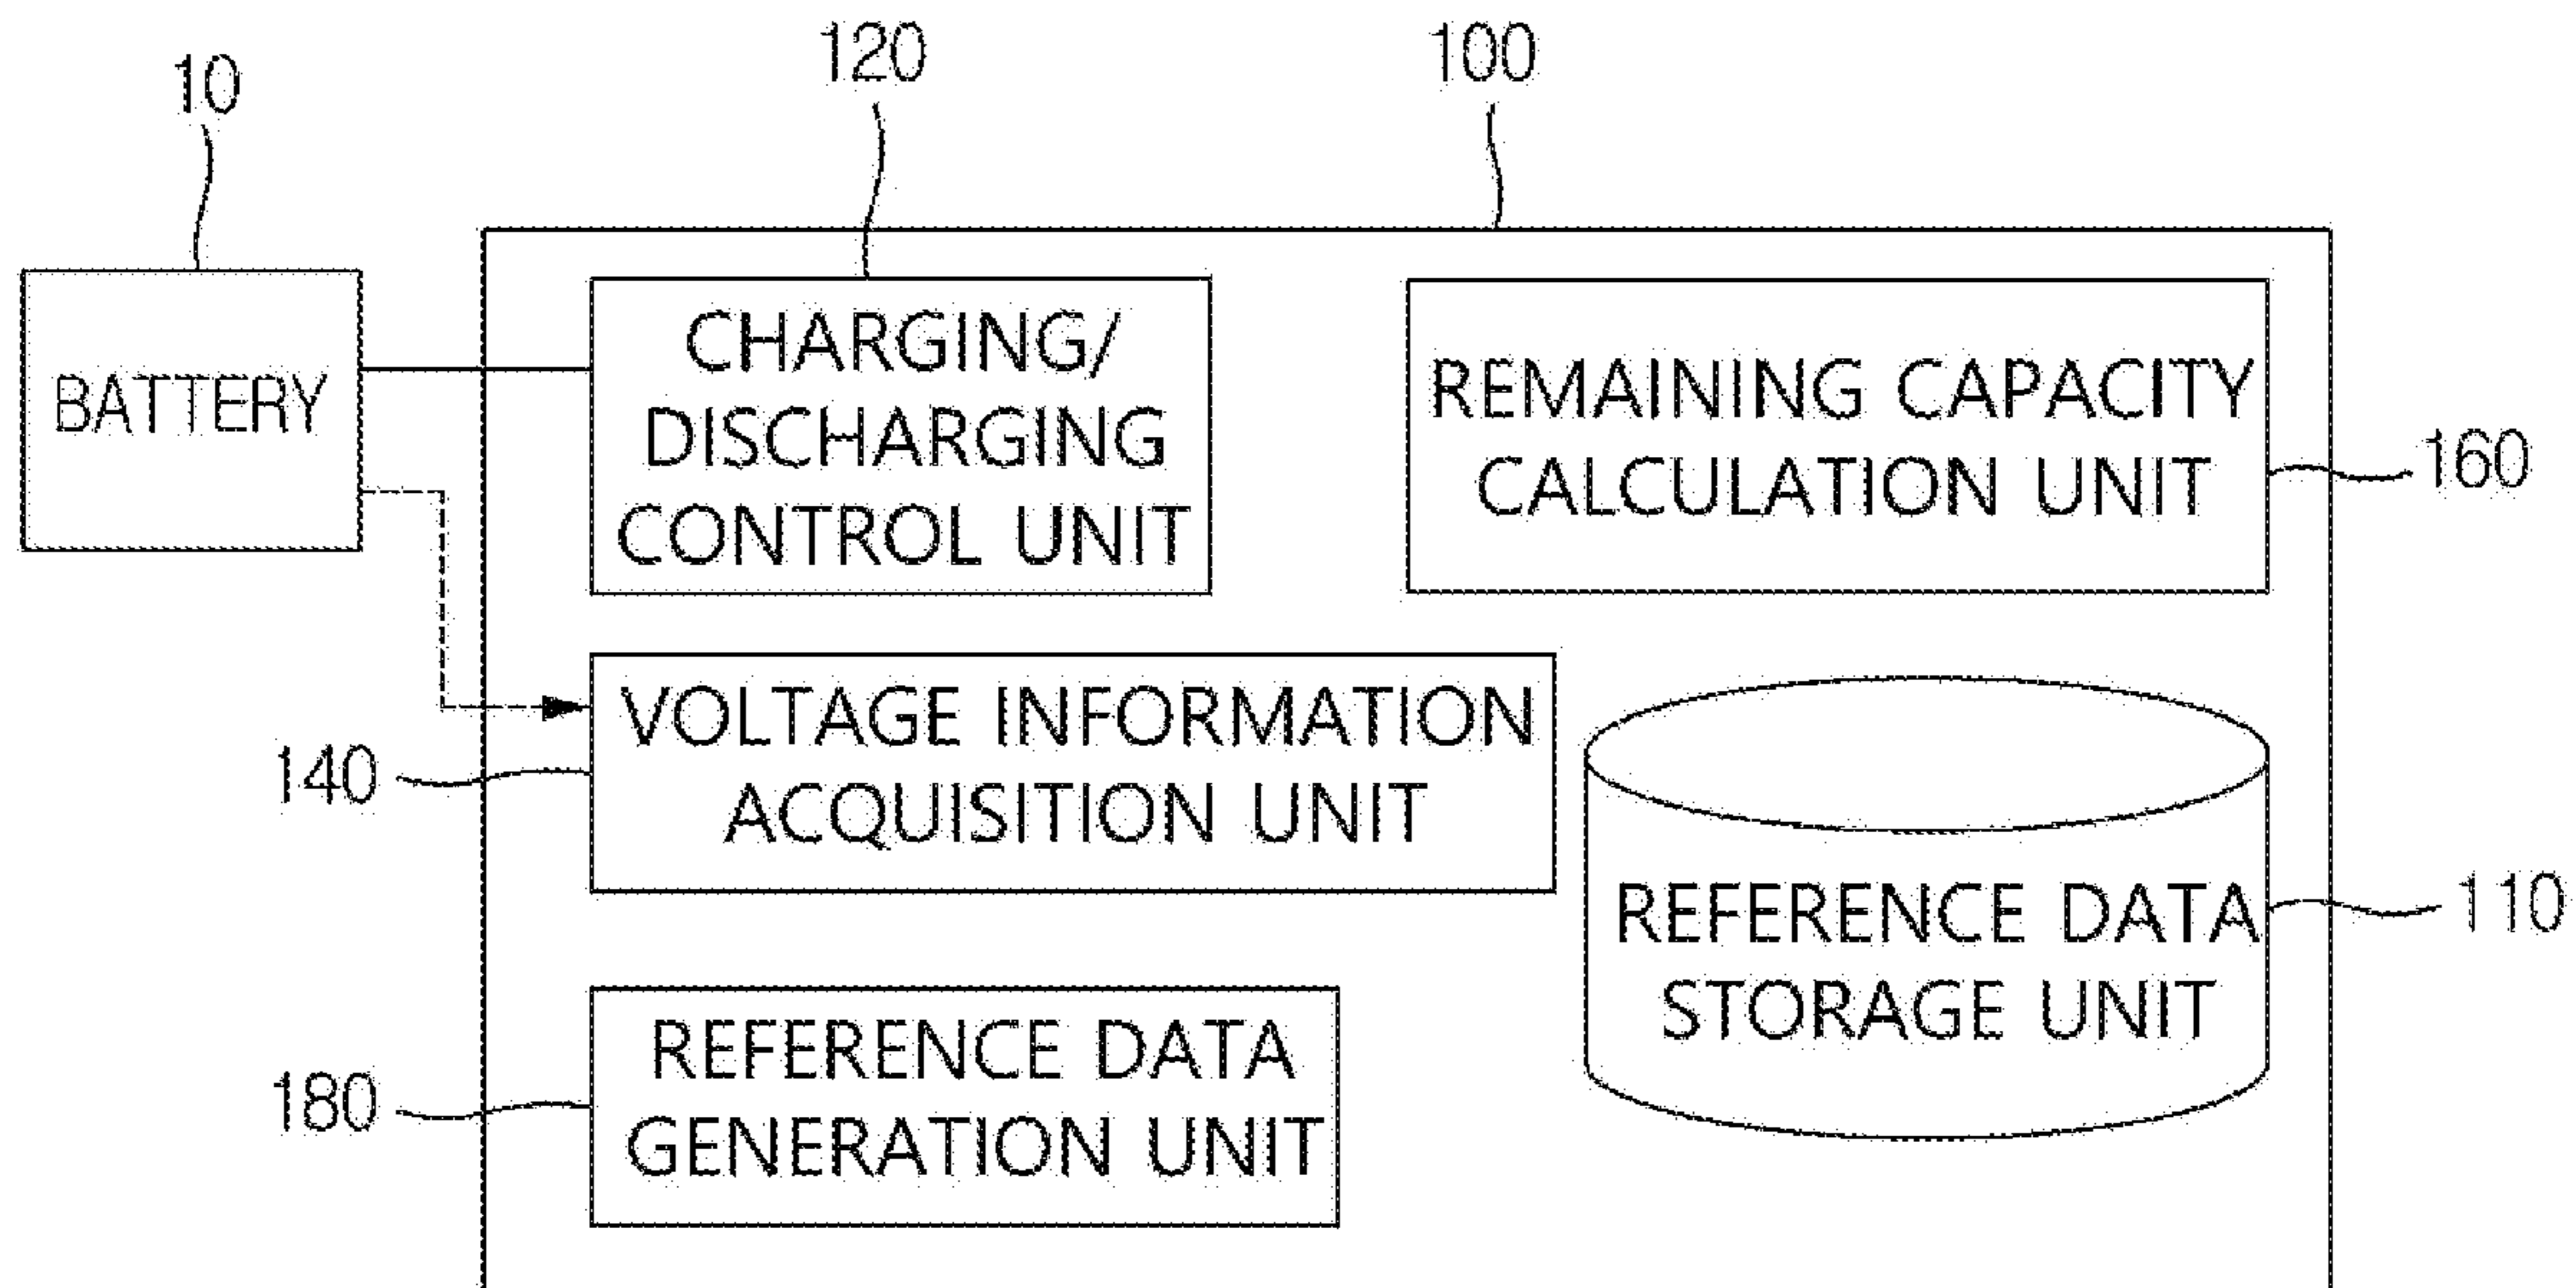 120
100
10
CHARGING/
DISCHARGING
CONTROL UNIT
BATTERY
REMAINING CAPACITY
CALCULATION UNIT
160
VOLTAGE INFORMATION
ACQUISITION UNIT
140
REFERENCE DATA
STORAGE UNIT
110
REFERENCE DATA
GENERATION UNIT
180